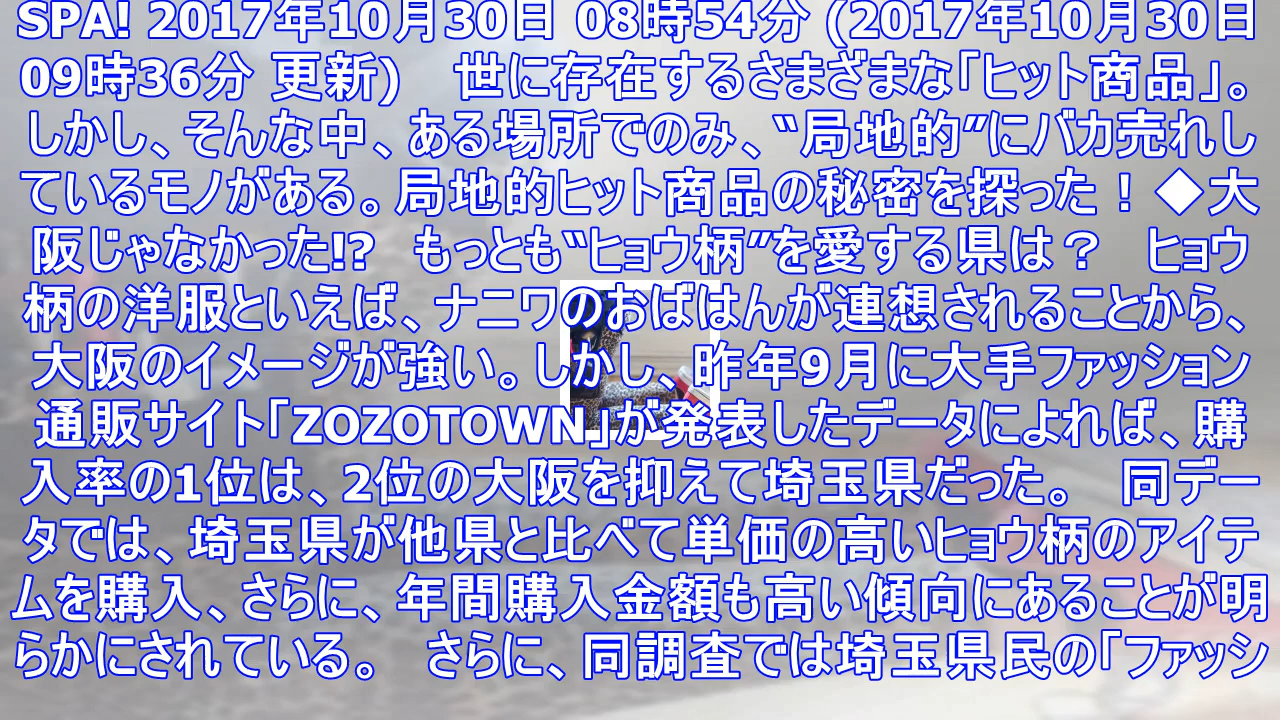 SPA! 2017年10月30日 08時54分 (2017年10月30日
09時36分 更新)　世に存在するさまざまな「ヒット商品」。
しかし、そんな中、ある場所でのみ、“局地的”にバカ売れし
ているモノがある。局地的ヒット商品の秘密を探った！◆大
阪じゃなかった!?　もっとも“ヒョウ柄”を愛する県は？　ヒョウ
柄の洋服といえば、ナニワのおばはんが連想されることから、
大阪のイメージが強い。しかし、昨年9月に大手ファッション
通販サイト「ZOZOTOWN」が発表したデータによれば、購
入率の1位は、2位の大阪を抑えて埼玉県だった。　同デー
タでは、埼玉県が他県と比べて単価の高いヒョウ柄のアイテ
ムを購入、さらに、年間購入金額も高い傾向にあることが明
らかにされている。　さらに、同調査では埼玉県民の「ファッシ